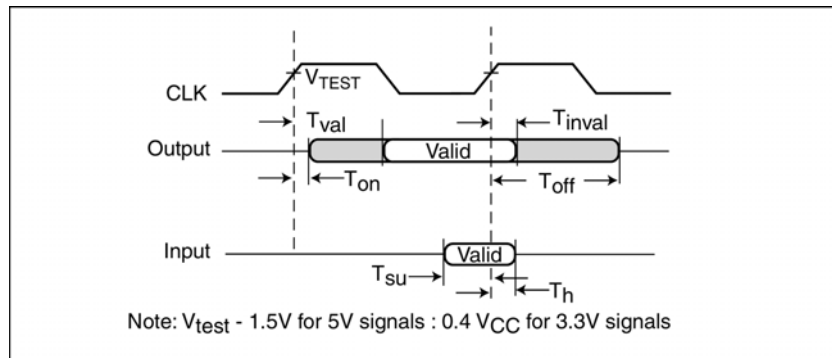 VTEST
CLK
Tval
Tinval
Output
Valid
Ton
Toff
Input
Valid
Tsu
Th
Note: Vtest - 1.5V for 5V signals : 0.4 VCC for 3.3V signals